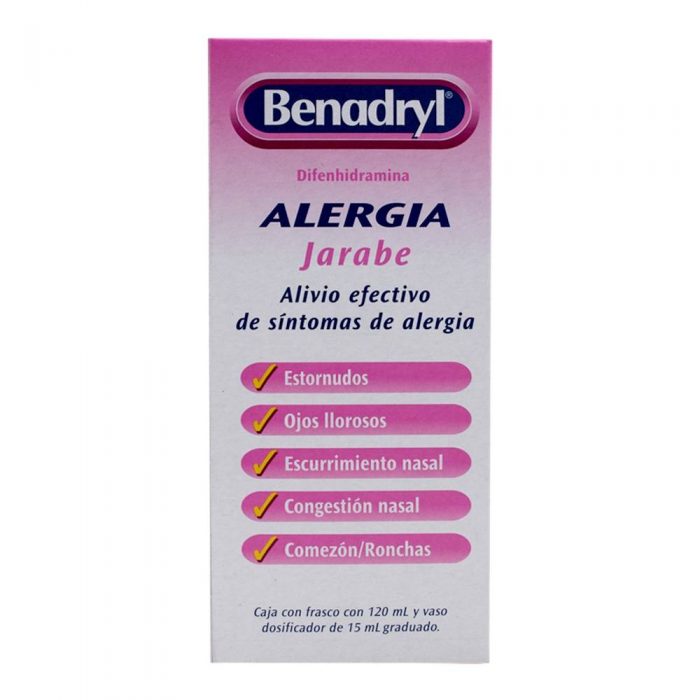 Benadryl®
Difenhidramina
ALERGIA
Jarabe
Alivio efectivo
de síntomas de alergia
Estornudos
Ojos llorosos
Escurrimiento nasal
Congestión nasal
Comezón/Ronchas
Caja con frasco con 120 mL y vaso
dosificador de 15 mL graduado.